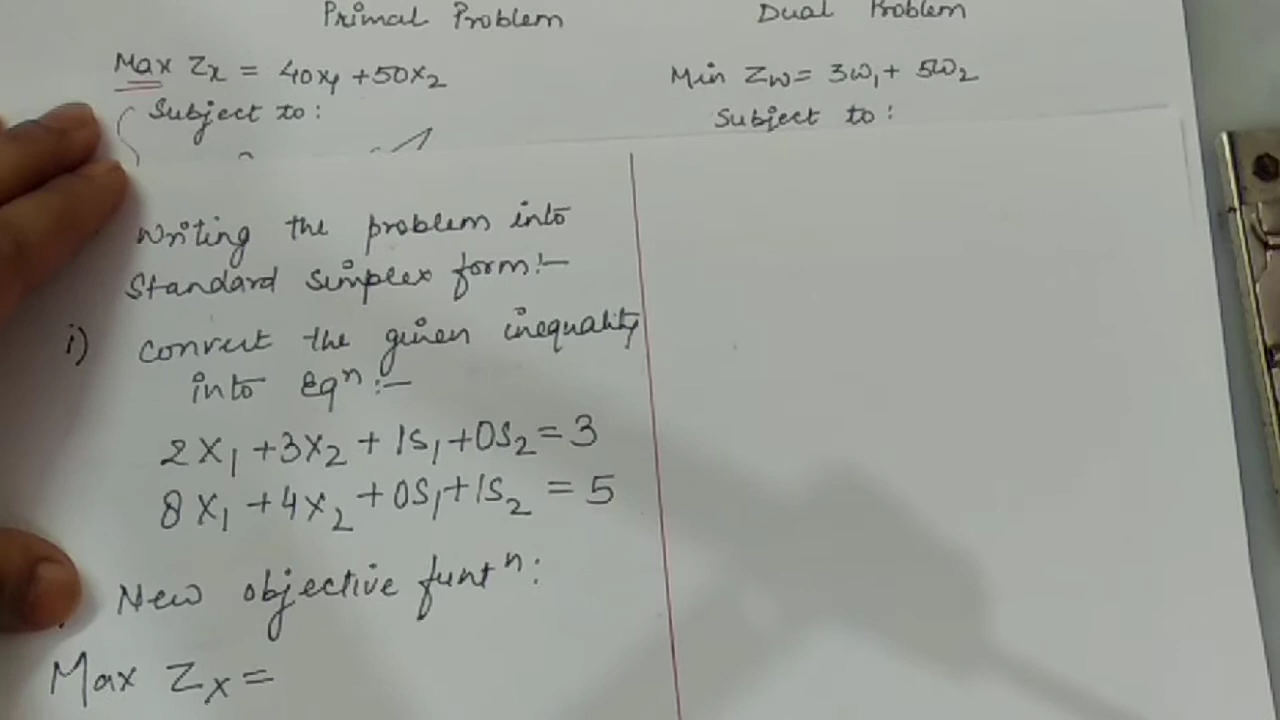 Primal Problem
Dual Problem
Max Zx = 40x1 + 50x2
Subject to:
Min Zw = 3w1 + 5w2
Subject to:
Writing the problem into
Standard simplex form:-
i) convert the given inequality
into Eqn:-
2x1 + 3x2 + 1s1 + 0s2 = 3
8x1 + 4x2 + 0s1 + 1s2 = 5
New objective funtn:
Max Zx =